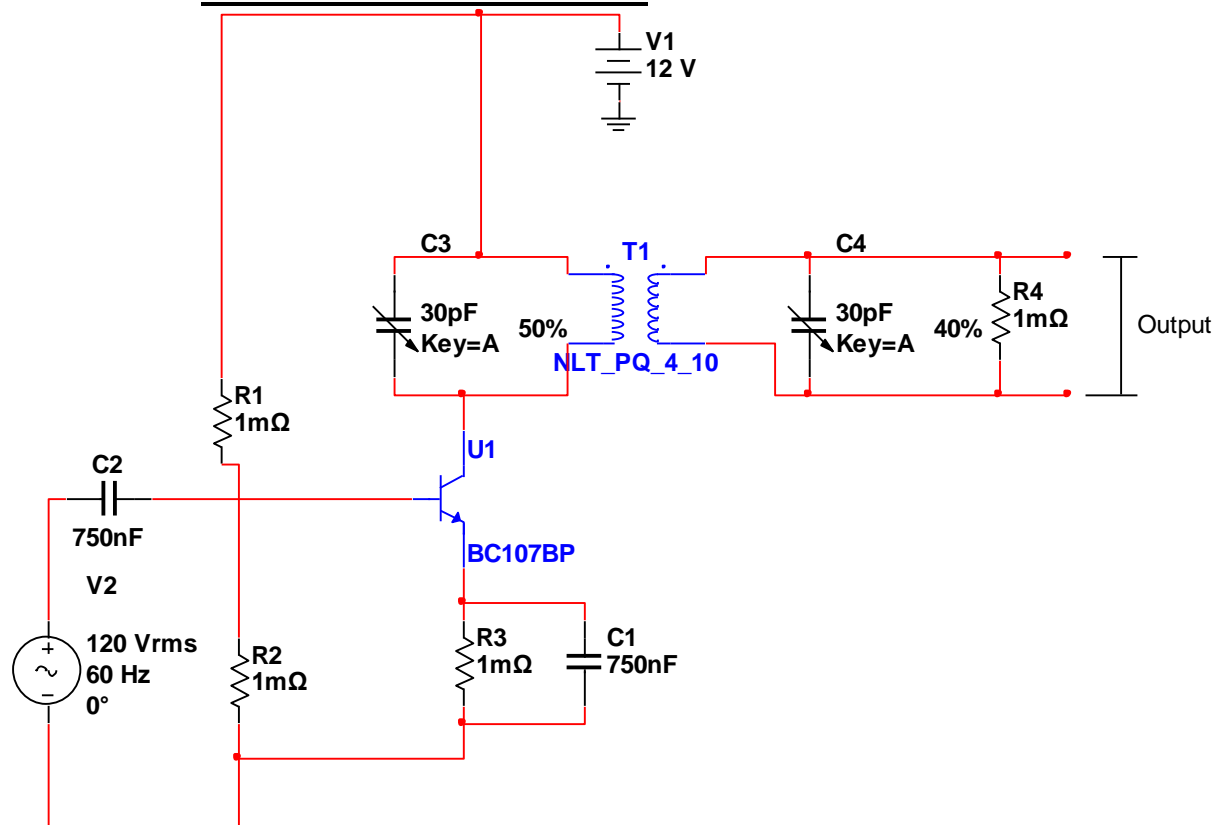 V1
12 V
C3
T1
C4
30pF
Key=A
50%
NLT_PQ_4_10
30pF
Key=A
40%
R4
1mΩ
Output
R1
1mΩ
U1
C2
750nF
BC107BP
V2
120 Vrms
60 Hz
0°
R2
1mΩ
R3
1mΩ
C1
750nF